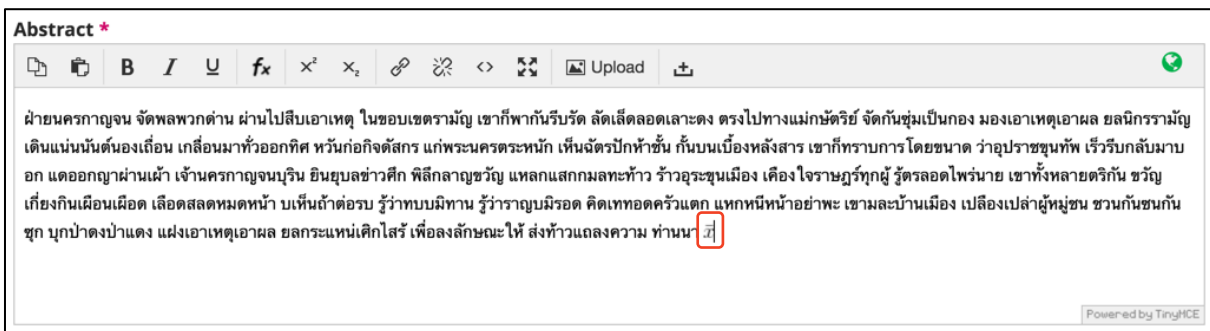 Abstract *
B I U fx x² x₂ <> Upload
ฝ่ายนครกาญจน จัดพลพวกด่าน ผ่านไปสืบเอาเหตุ ในขอบเขตรามัญ เขาก็พากันรีบรัด ลัดเล็ดลอดเลาะดง ตรงไปทางแม่กษัตริย์ จัดกันซุ่มเป็นกอง มองเอาเหตุเอาผล ยลนิกรรามัญ
เดินแน่นนันต์นองเถื่อน เกลื่อนมาทั่วออกทิศ หวันก่อกิจดัสกร แก่พระนครตระหนัก เห็นฉัตรปักห้าชั้น กั้นบนเบื้องหลังสาร เขาก็ทราบการโดยขนาด ว่าอุปราชขุนทัพ เร็วรีบกลับมาบ
อก แดออกญาผ่านเผ้า เจ้านครกาญจนบุริน ยินยุบลข่าวศึก พิลึกลาญขวัญ แหลกแสกกมลทะท้าว ร้าวอุระขุนเมือง เคืองใจราษฎร์ทุกผู้ รู้ตรลอดไพร่นาย เขาทั้งหลายตริกัน ขวัญ
เกี่ยงกินเผือนเผือด เลือดสลดหมดหน้า บเห็นถ้าต่อรบ รู้ว่าทบบมิทาน รู้ว่าราญบมิรอด คิดเททอดครัวแตก แหกหนีหน้าอย่าพะ เขามละบ้านเมือง เปลืองเปล่าผู้หมู่ชน ชวนกันซนกัน
ซุก บุกป่าดงป่าแดง แฝงเอาเหตุเอาผล ยลกระแหน่เศิกไสร้ เพื่อลงลักษณะให้ ส่งท้าวแถลงความ ท่านนา x̄
Powered by TinyMCE